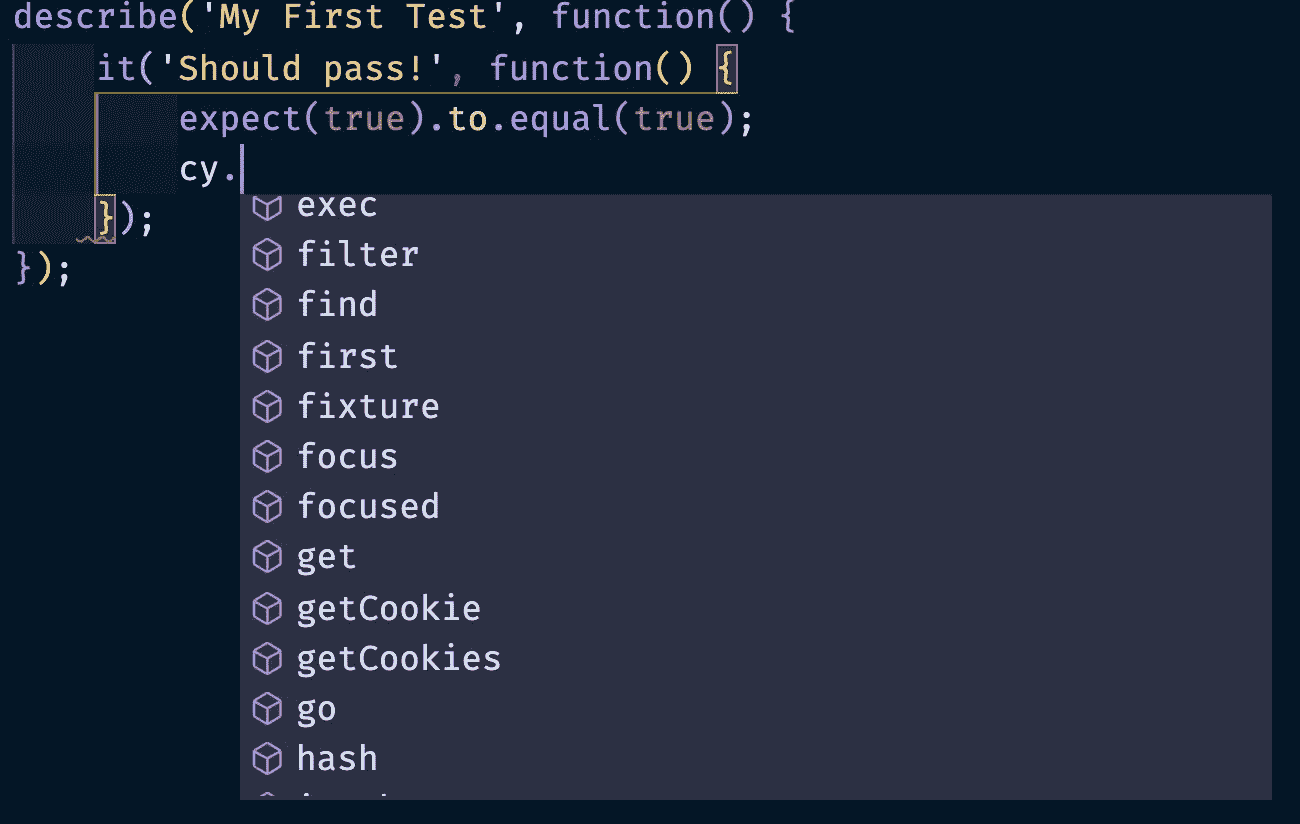 describe('My First Test', function() {
it('Should pass!', function() {
expect(true).to.equal(true);
cy.
});
});
exec
filter
find
first
fixture
focus
focused
get
getCookie
getCookies
go
hash